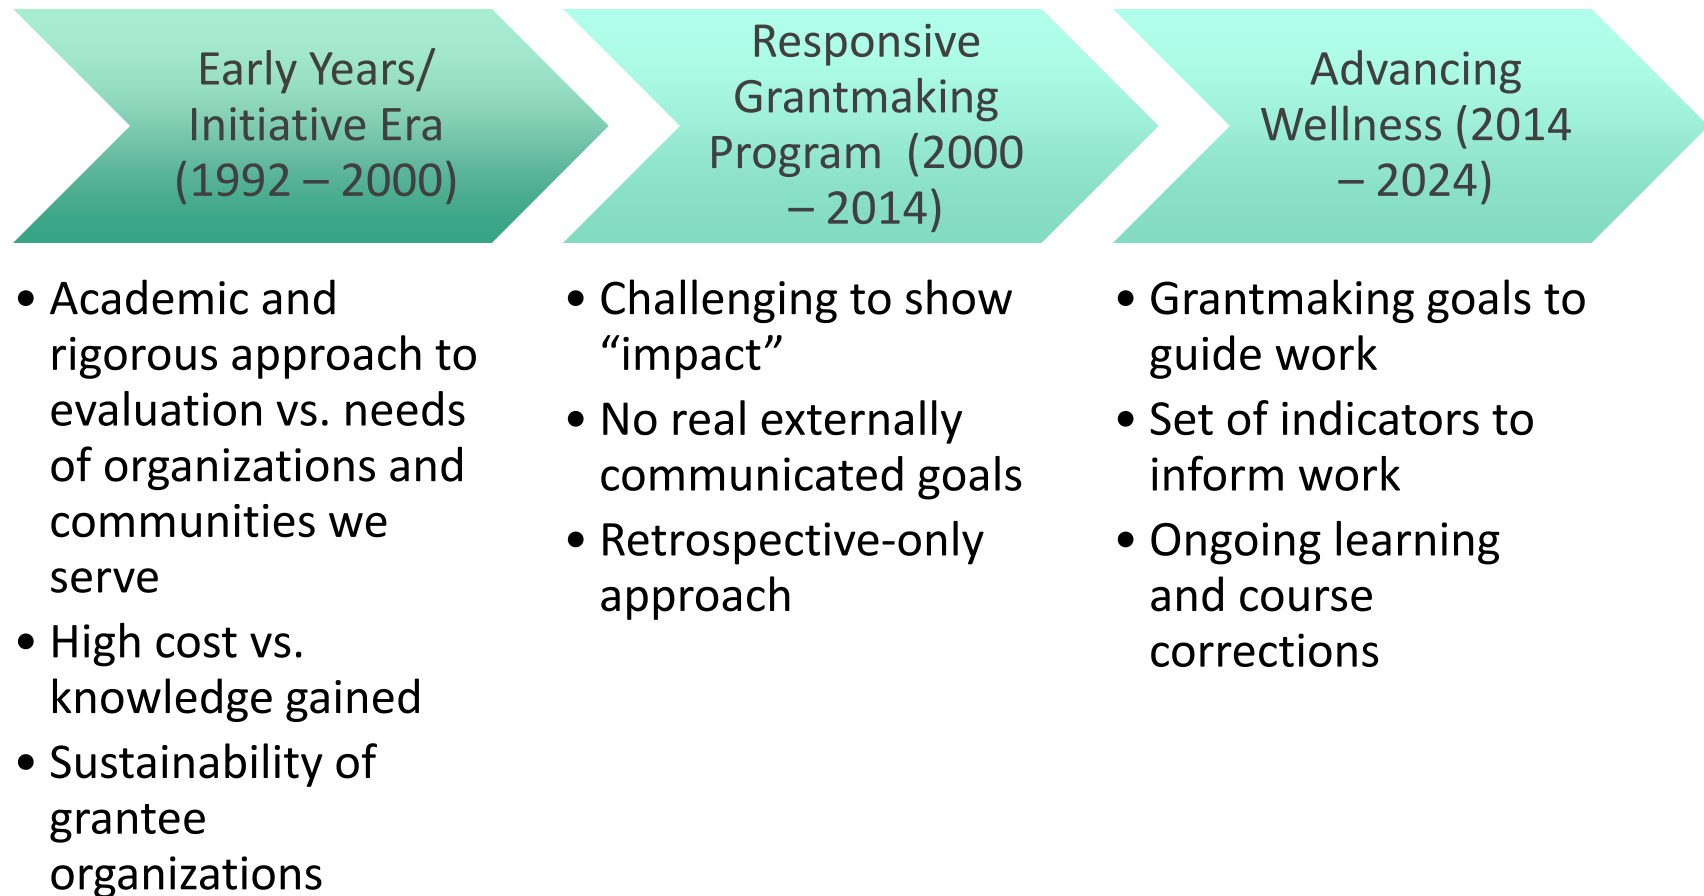 Early Years/
Initiative Era
(1992 – 2000)
• Academic and
rigorous approach to
evaluation vs. needs
of organizations and
communities we
serve
• High cost vs.
knowledge gained
• Sustainability of
grantee
organizations
Responsive
Grantmaking
Program  (2000
– 2014)
• Challenging to show
“impact”
• No real externally
communicated goals
• Retrospective-only
approach
Advancing
Wellness (2014
– 2024)
• Grantmaking goals to
guide work
• Set of indicators to
inform work
• Ongoing learning
and course
corrections